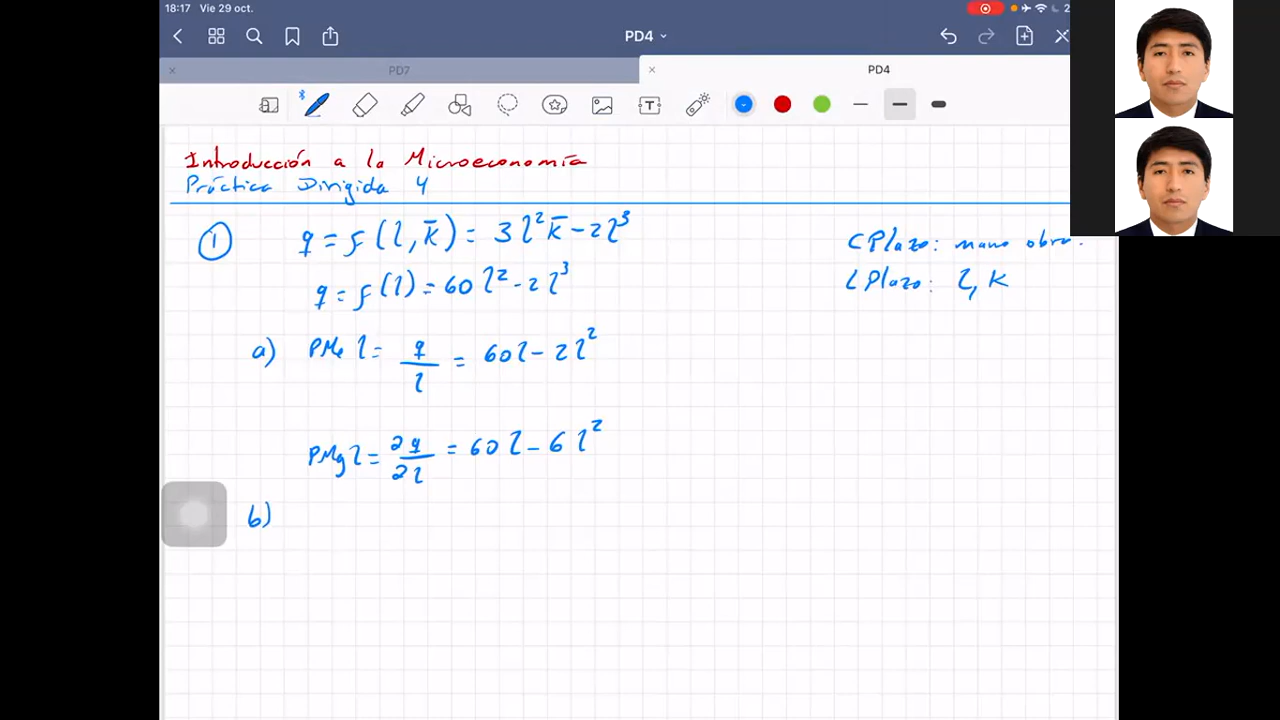 18:17 Vie 29 oct.
PD4
PD7
PD4
Introducción a la Microeconomía
Práctica Dirigida 4
① q = f(l, k̄) = 3l²k̄ - 2l³
CPlazo: mano obra.
q = f(l) = 60l² - 2l³
LPlazo: l, K
a) PMe l = q/l = 60l - 2l²
PMg l = ∂q/∂l = 60l - 6l²
b)